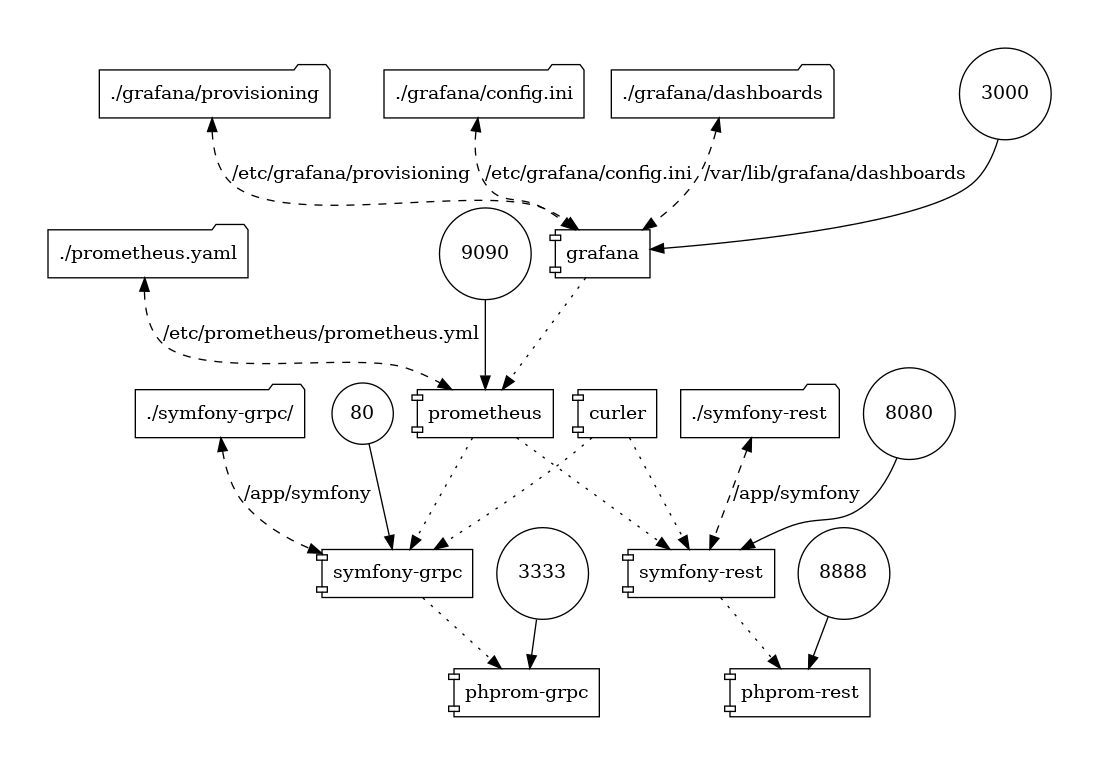 ./grafana/provisioning
./grafana/config.ini
./grafana/dashboards
3000
/etc/grafana/provisioning
/etc/grafana/config.ini
/var/lib/grafana/dashboards
./prometheus.yaml
9090
grafana
/etc/prometheus/prometheus.yml
./symfony-grpc/
80
prometheus
curler
./symfony-rest
8080
/app/symfony
/app/symfony
symfony-grpc
3333
symfony-rest
8888
phprom-grpc
phprom-rest